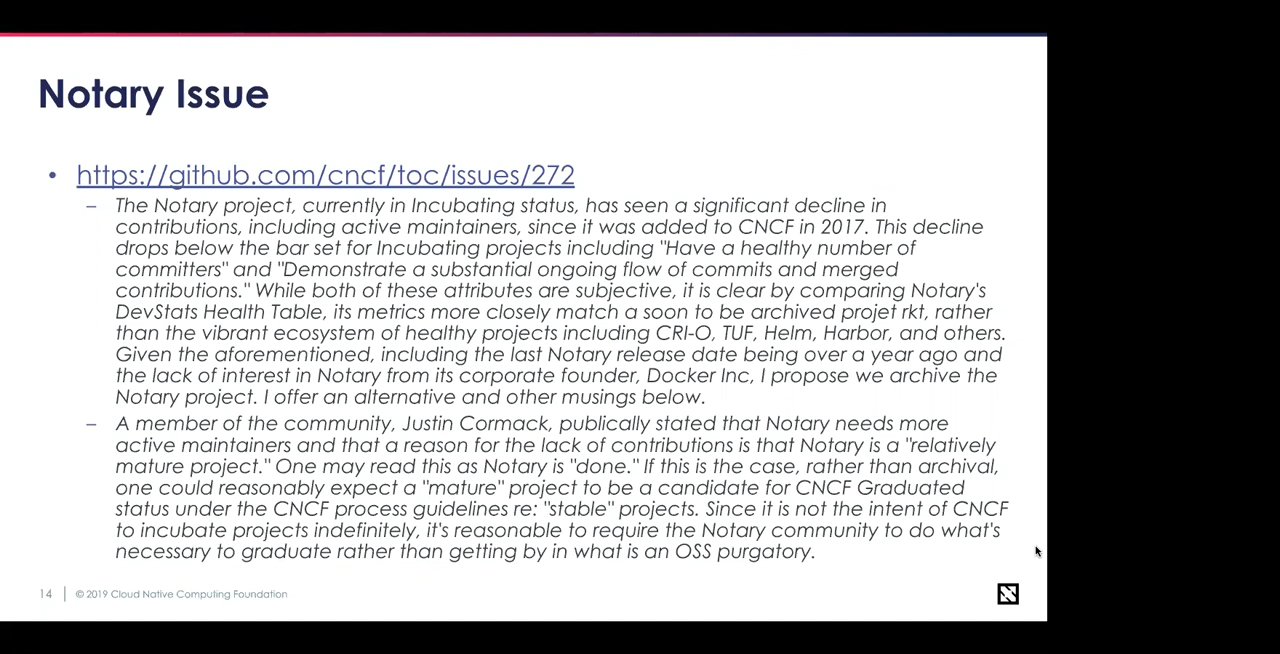 Notary Issue
• https://github.com/cncf/toc/issues/272
– The Notary project, currently in Incubating status, has seen a significant decline in
contributions, including active maintainers, since it was added to CNCF in 2017. This decline
drops below the bar set for Incubating projects including "Have a healthy number of
committers" and "Demonstrate a substantial ongoing flow of commits and merged
contributions." While both of these attributes are subjective, it is clear by comparing Notary's
DevStats Health Table, its metrics more closely match a soon to be archived projet rkt, rather
than the vibrant ecosystem of healthy projects including CRI-O, TUF, Helm, Harbor, and others.
Given the aforementioned, including the last Notary release date being over a year ago and
the lack of interest in Notary from its corporate founder, Docker Inc, I propose we archive the
Notary project. I offer an alternative and other musings below.
– A member of the community, Justin Cormack, publically stated that Notary needs more
active maintainers and that a reason for the lack of contributions is that Notary is a "relatively
mature project." One may read this as Notary is "done." If this is the case, rather than archival,
one could reasonably expect a "mature" project to be a candidate for CNCF Graduated
status under the CNCF process guidelines re: "stable" projects. Since it is not the intent of CNCF
to incubate projects indefinitely, it's reasonable to require the Notary community to do what's
necessary to graduate rather than getting by in what is an OSS purgatory.
14 | © 2019 Cloud Native Computing Foundation